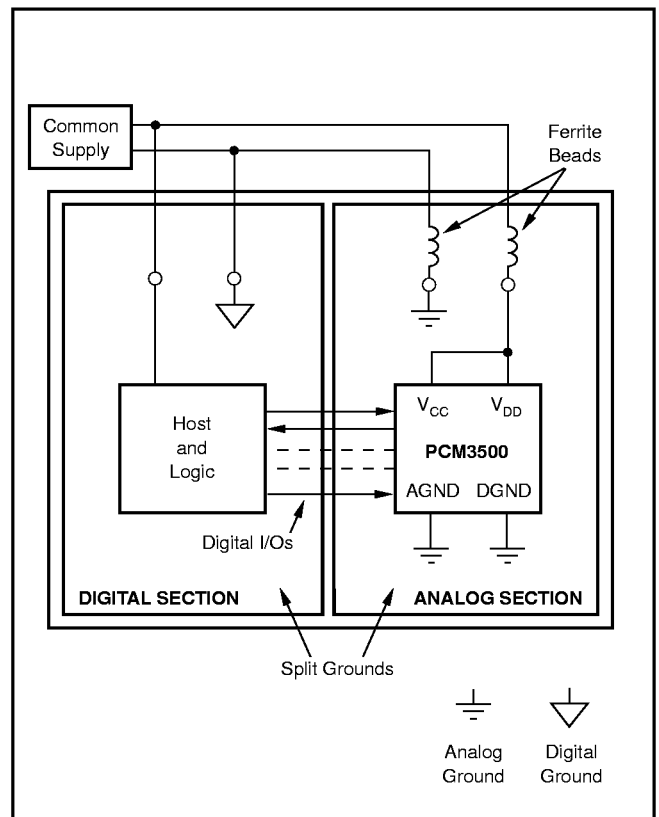 Common
Supply
Ferrite
Beads
Host
and
Logic
VCC VDD
PCM3500
AGND DGND
Digital I/Os
DIGITAL SECTION
ANALOG SECTION
Split Grounds
Analog
Ground
Digital
Ground